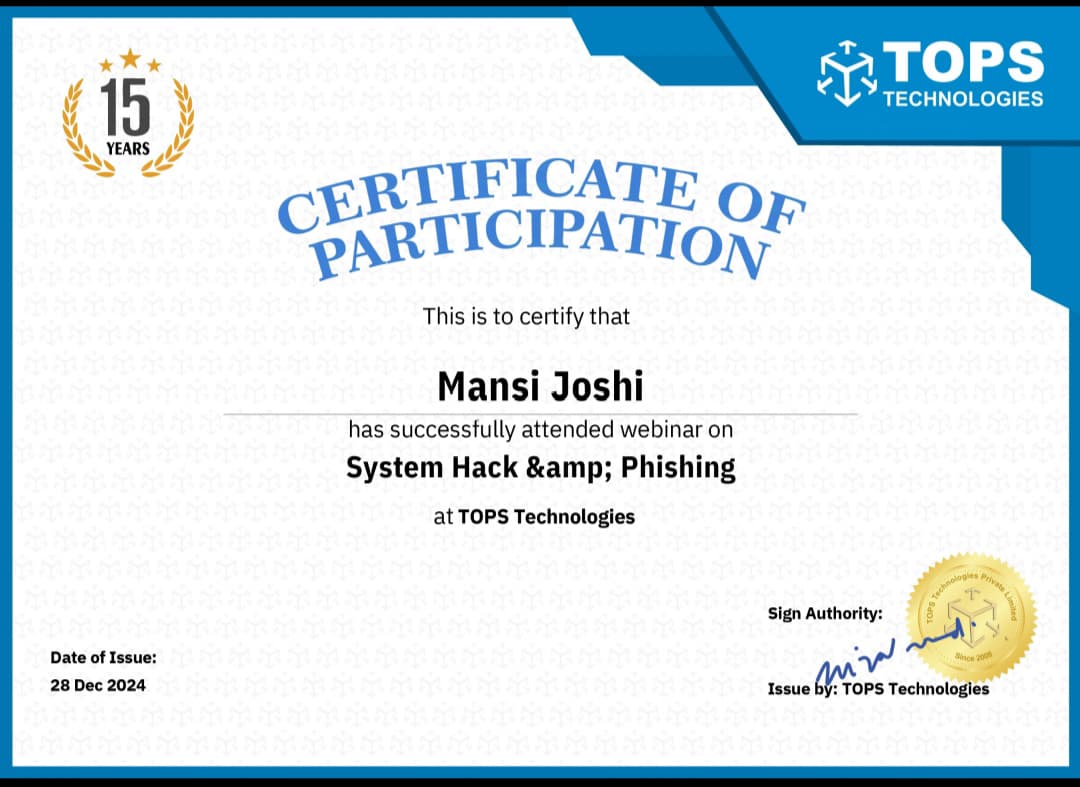 15
YEARS
TOPS
TECHNOLOGIES
CERTIFICATE OF
PARTICIPATION
This is to certify that
Mansi Joshi
has successfully attended webinar on
System Hack &amp; Phishing
at TOPS Technologies
Date of Issue:
28 Dec 2024
Sign Authority:
TOPS Technologies Private Limited
Since 2008
Issue by: TOPS Technologies